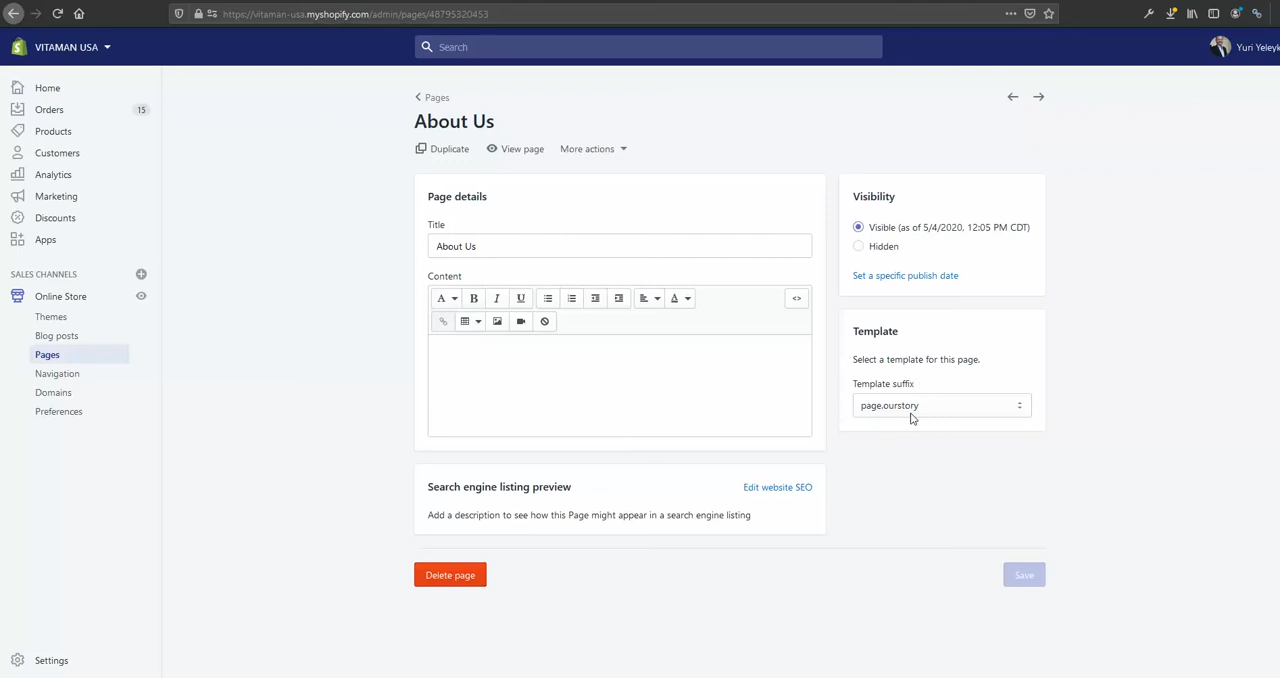 https://vitaman-usa.myshopify.com/admin/pages/48795320453
VITAMAN USA
Search
Yuri Yeleyk
Home
Orders 15
Products
Customers
Analytics
Marketing
Discounts
Apps
SALES CHANNELS
Online Store
Themes
Blog posts
Pages
Navigation
Domains
Preferences
Settings
Pages
About Us
Duplicate View page More actions
Page details
Title
About Us
Content
A B I U A <>
Search engine listing preview
Edit website SEO
Add a description to see how this Page might appear in a search engine listing
Delete page
Visibility
Visible (as of 5/4/2020, 12:05 PM CDT)
Hidden
Set a specific publish date
Template
Select a template for this page.
Template suffix
page.ourstory
Save